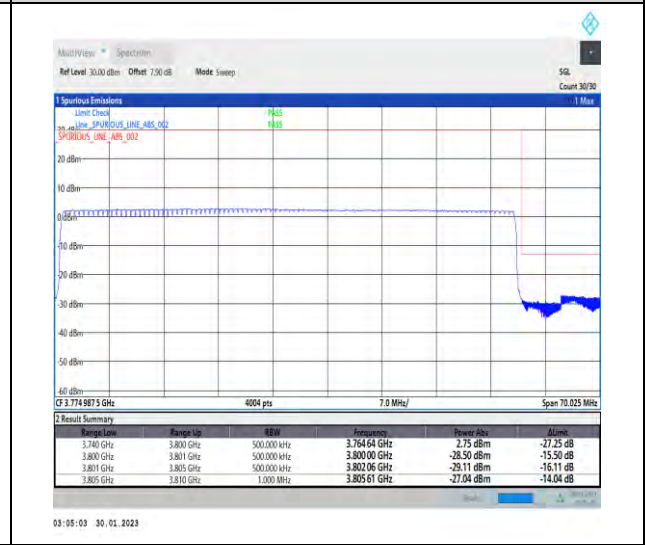 MultiView Spectrum
Ref Level 30.00 dBm Offset 7.90 dB Mode Sweep SGL
Count 30/30
1 Spurious Emissions 1 Max
Limit Check PASS
Line _SPURIOUS_LINE_ABS_002 PASS
_SPURIOUS_LINE_ABS_002
20 dBm
10 dBm
0 dBm
-10 dBm
-20 dBm
-30 dBm
-40 dBm
-50 dBm
-60 dBm
CF 3.774 987 5 GHz 4004 pts 7.0 MHz/ Span 70.025 MHz
2 Result Summary
Range Low Range Up RBW Frequency Power Abs ΔLimit
3.740 GHz 3.800 GHz 500.000 kHz 3.764 64 GHz 2.75 dBm -27.25 dB
3.800 GHz 3.801 GHz 500.000 kHz 3.800 00 GHz -28.50 dBm -15.50 dB
3.801 GHz 3.805 GHz 500.000 kHz 3.802 06 GHz -29.11 dBm -16.11 dB
3.805 GHz 3.810 GHz 1.000 MHz 3.805 61 GHz -27.04 dBm -14.04 dB
03:05:03 30.01.2023